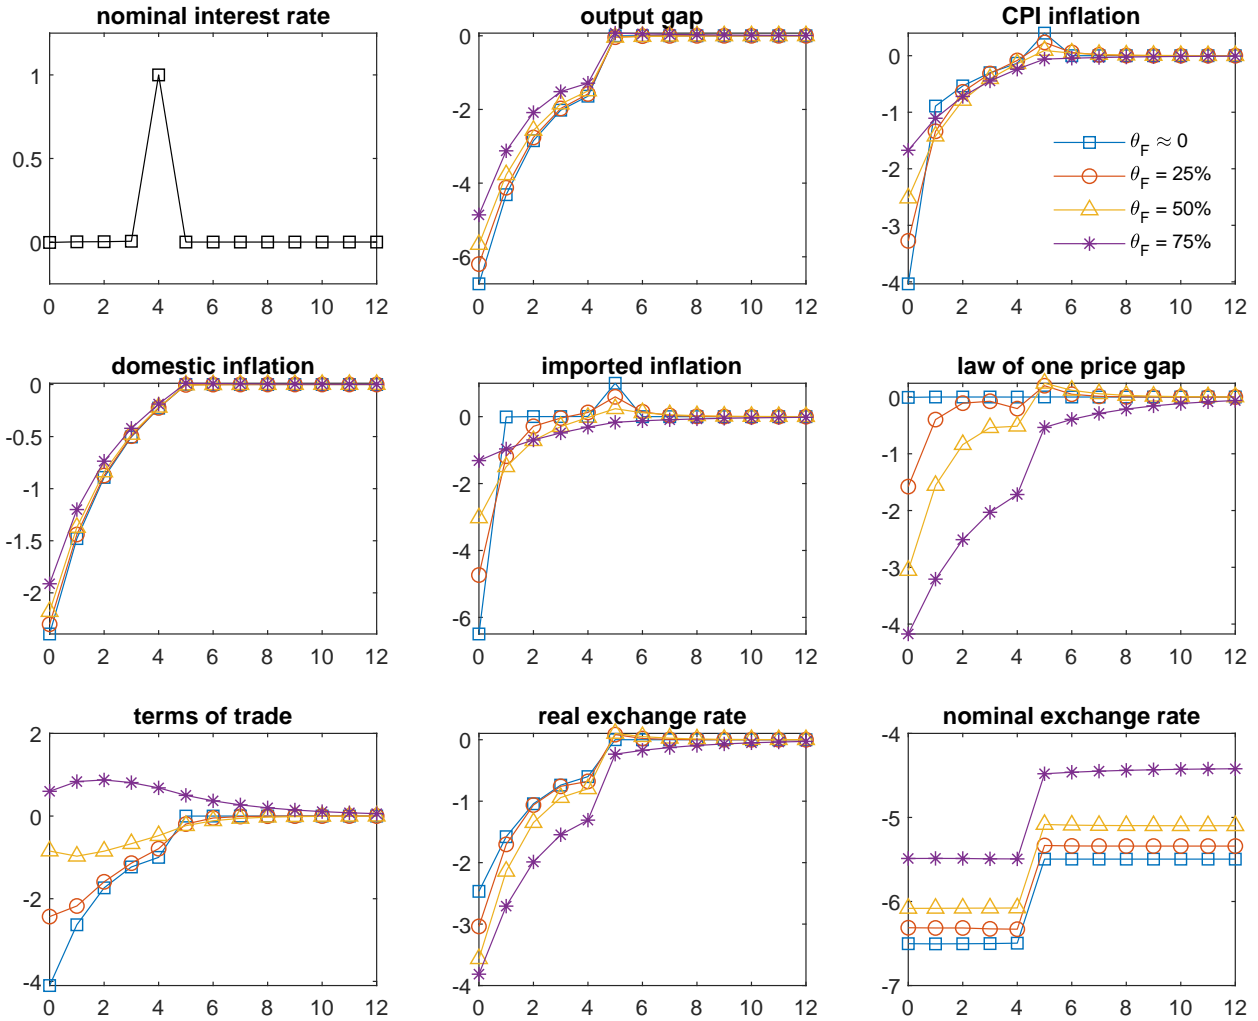 nominal interest rate
1
0.5
0
0 2 4 6 8 10 12
output gap
0
-2
-4
-6
0 2 4 6 8 10 12
CPI inflation
0
-1
-2
-3
-4
0 2 4 6 8 10 12
θF ≈ 0
θF = 25%
θF = 50%
θF = 75%
domestic inflation
0
-0.5
-1
-1.5
-2
0 2 4 6 8 10 12
imported inflation
0
-2
-4
-6
0 2 4 6 8 10 12
law of one price gap
0
-1
-2
-3
-4
0 2 4 6 8 10 12
terms of trade
2
0
-2
-4
0 2 4 6 8 10 12
real exchange rate
0
-1
-2
-3
-4
0 2 4 6 8 10 12
nominal exchange rate
-4
-5
-6
-7
0 2 4 6 8 10 12